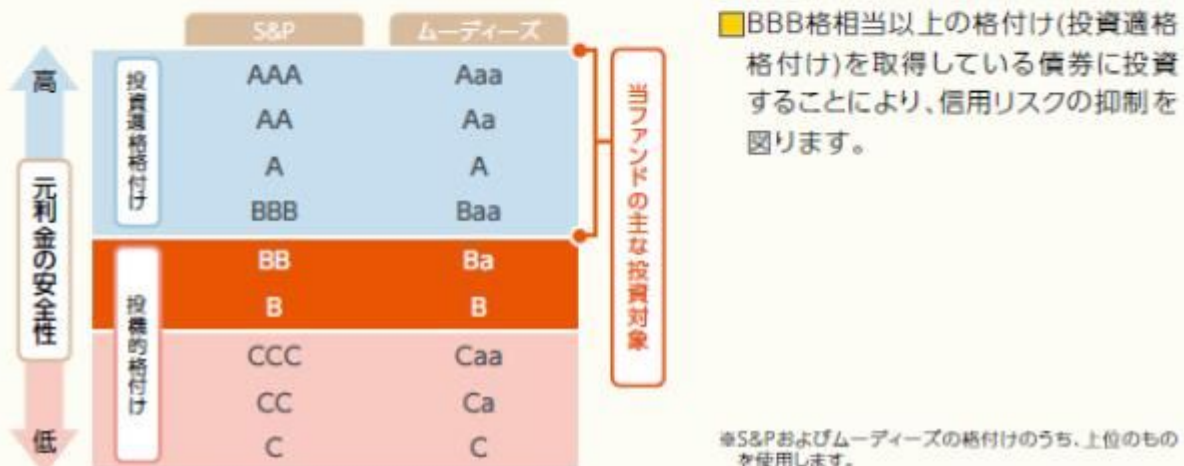 S&P ムーディーズ
高
元利金の安全性
低
投資適格格付け
AAA Aaa
AA Aa
A A
BBB Baa
投機的格付け
BB Ba
B B
CCC Caa
CC Ca
C C
当ファンドの主な投資対象
BBB格相当以上の格付け(投資適格
格付け)を取得している債券に投資
することにより、信用リスクの抑制を
図ります。
※S&Pおよびムーディーズの格付けのうち、上位のもの
を使用します。